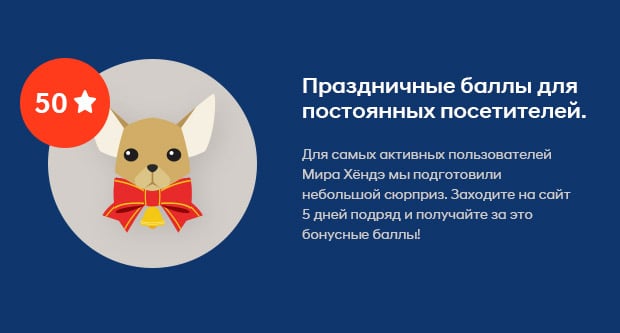 50
Праздничные баллы для
постоянных посетителей.
Для самых активных пользователей
Мира Хёндэ мы подготовили
небольшой сюрприз. Заходите на сайт
5 дней подряд и получайте за это
бонусные баллы!